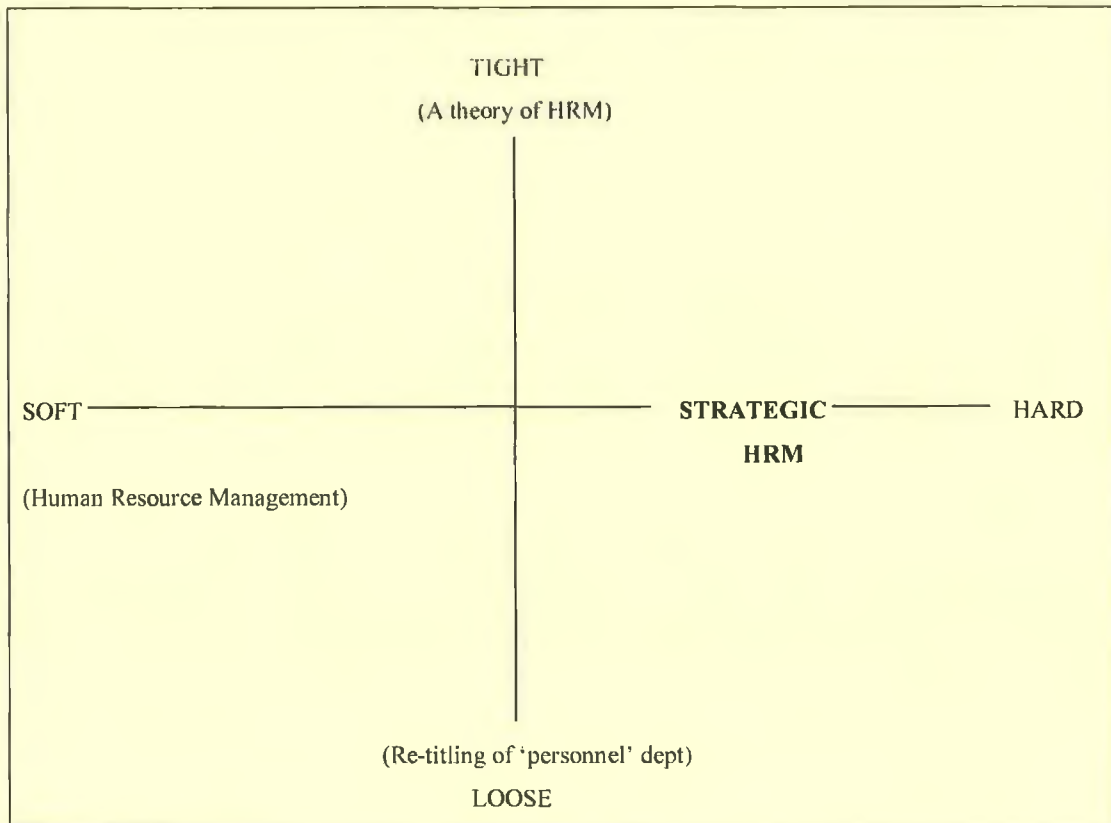 TIGHT
(A theory of HRM)
SOFT STRATEGIC HARD
HRM
(Human Resource Management)
(Re-titling of ‘personnel’ dept)
LOOSE